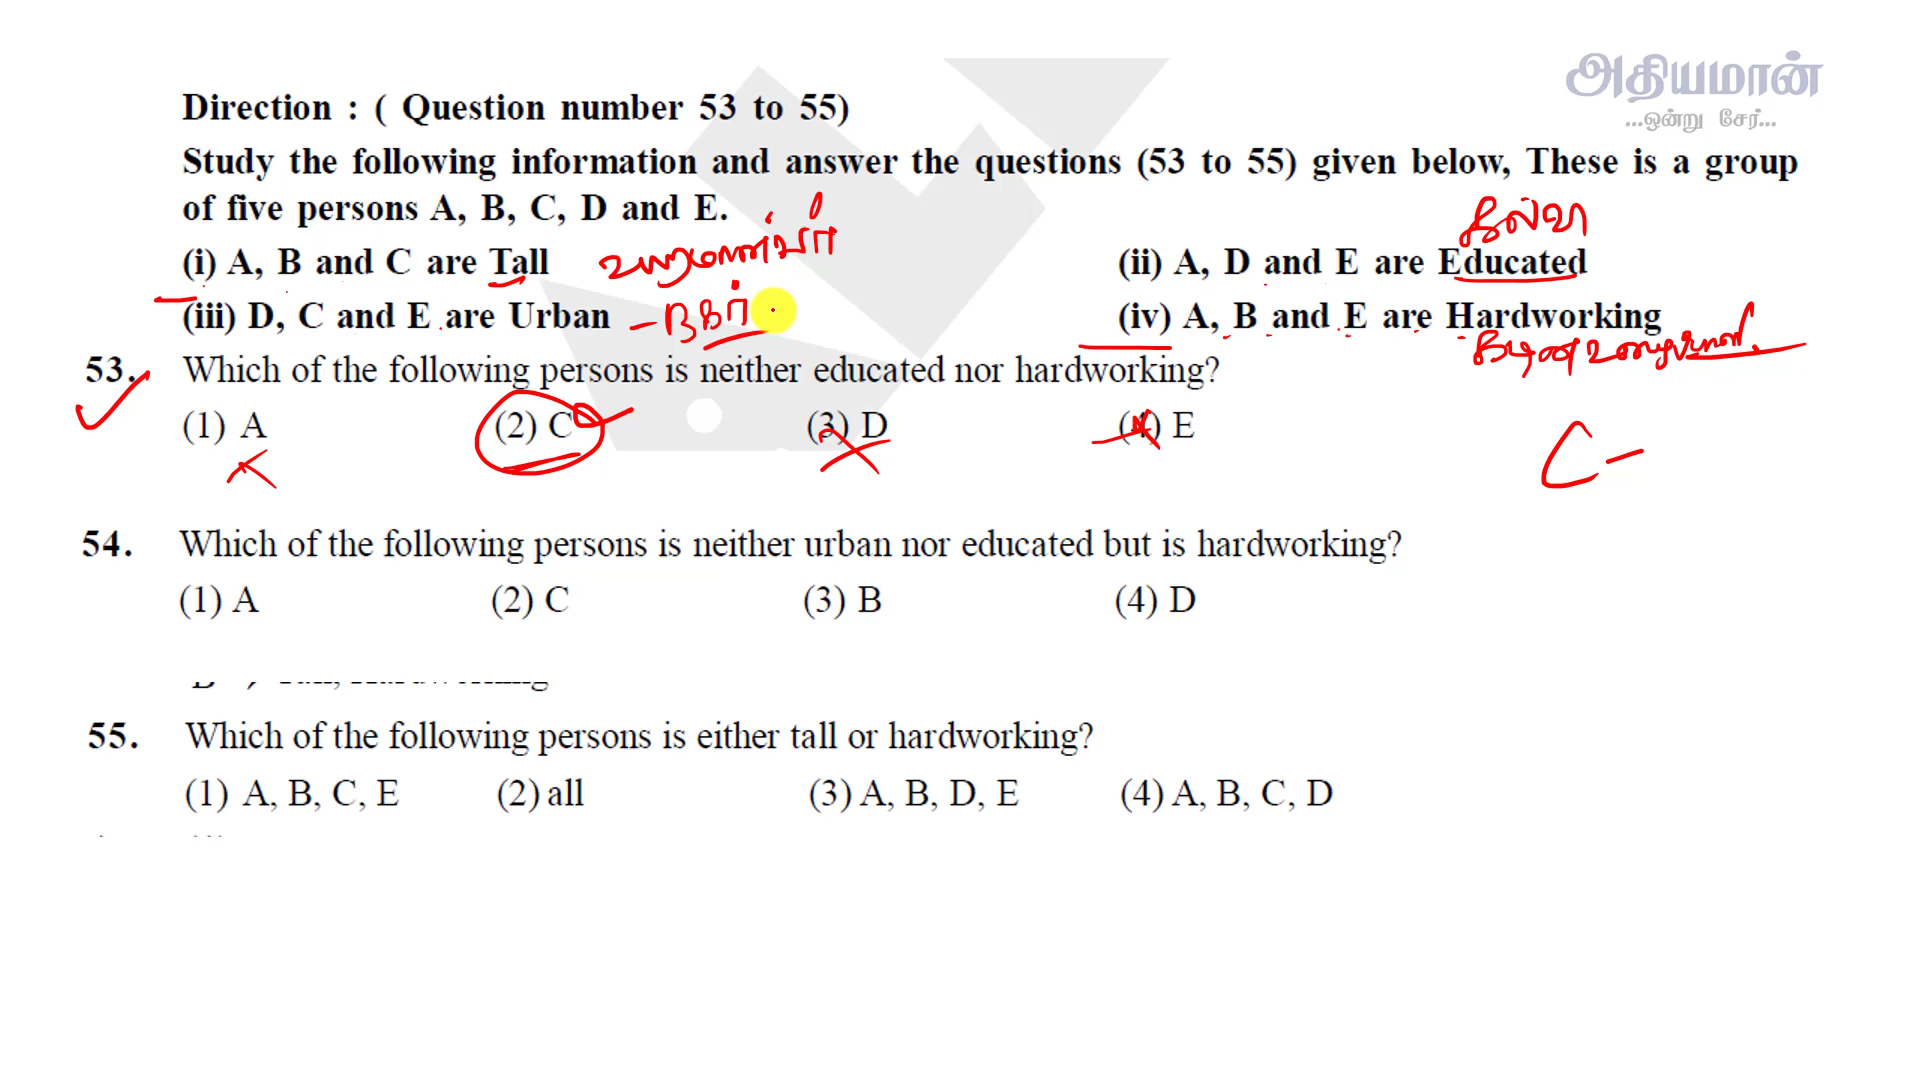 அதியமான்
...ஒன்று சேர்...
Direction : ( Question number 53 to 55)
Study the following information and answer the questions (53 to 55) given below, These is a group
of five persons A, B, C, D and E.
கல்வி
(i) A, B and C are Tall உயரமானவர் (ii) A, D and E are Educated
(iii) D, C and E are Urban – நகர் (iv) A, B and E are Hardworking
53. Which of the following persons is neither educated nor hardworking?
(1) A (2) C (3) D (4) E
C –
54. Which of the following persons is neither urban nor educated but is hardworking?
(1) A (2) C (3) B (4) D
55. Which of the following persons is either tall or hardworking?
(1) A, B, C, E (2) all (3) A, B, D, E (4) A, B, C, D